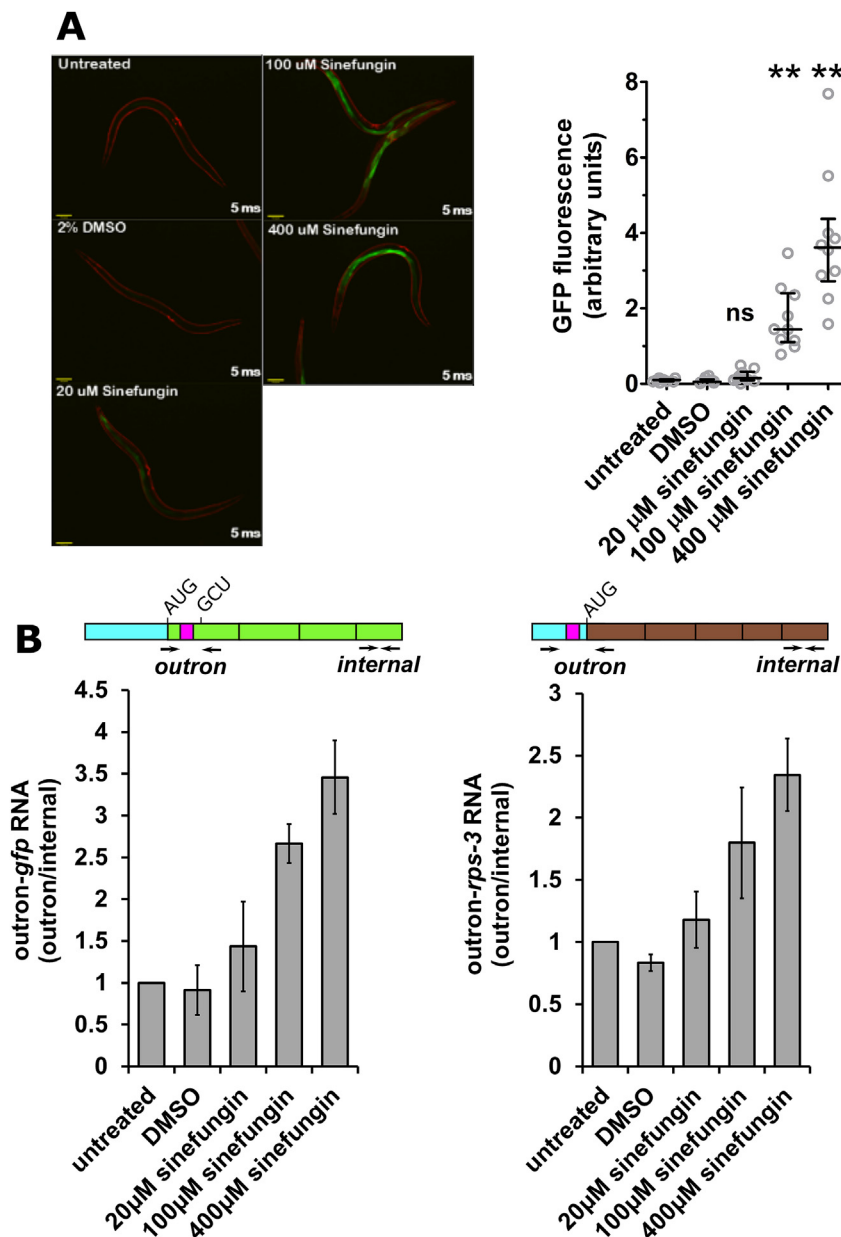 A
Untreated
5 ms
100 uM Sinefungin
5 ms
2% DMSO
5 ms
400 uM Sinefungin
5 ms
20 uM Sinefungin
5 ms
GFP fluorescence
(arbitrary units)
8
6
4
2
0
ns
**
**
untreated
DMSO
20 µM sinefungin
100 µM sinefungin
400 µM sinefungin
B
AUG
GCU
outron
internal
outron-gfp RNA
(outron/internal)
4.5
4
3.5
3
2.5
2
1.5
1
0.5
0
untreated
DMSO
20µM sinefungin
100µM sinefungin
400µM sinefungin
AUG
outron
internal
outron-rps-3 RNA
(outron/internal)
3
2.5
2
1.5
1
0.5
0
untreated
DMSO
20µM sinefungin
100µM sinefungin
400µM sinefungin